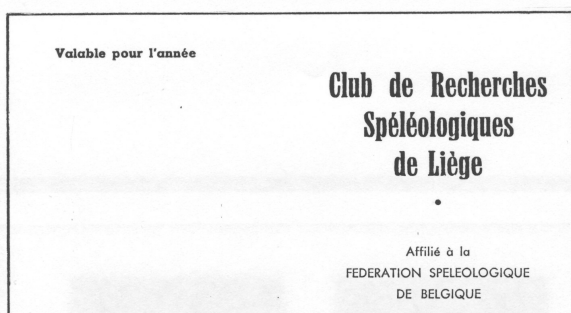 Valable pour l'année
Club de Recherches
Spéléologiques
de Liège
•
Affilié à la
FEDERATION SPELEOLOGIQUE
DE BELGIQUE